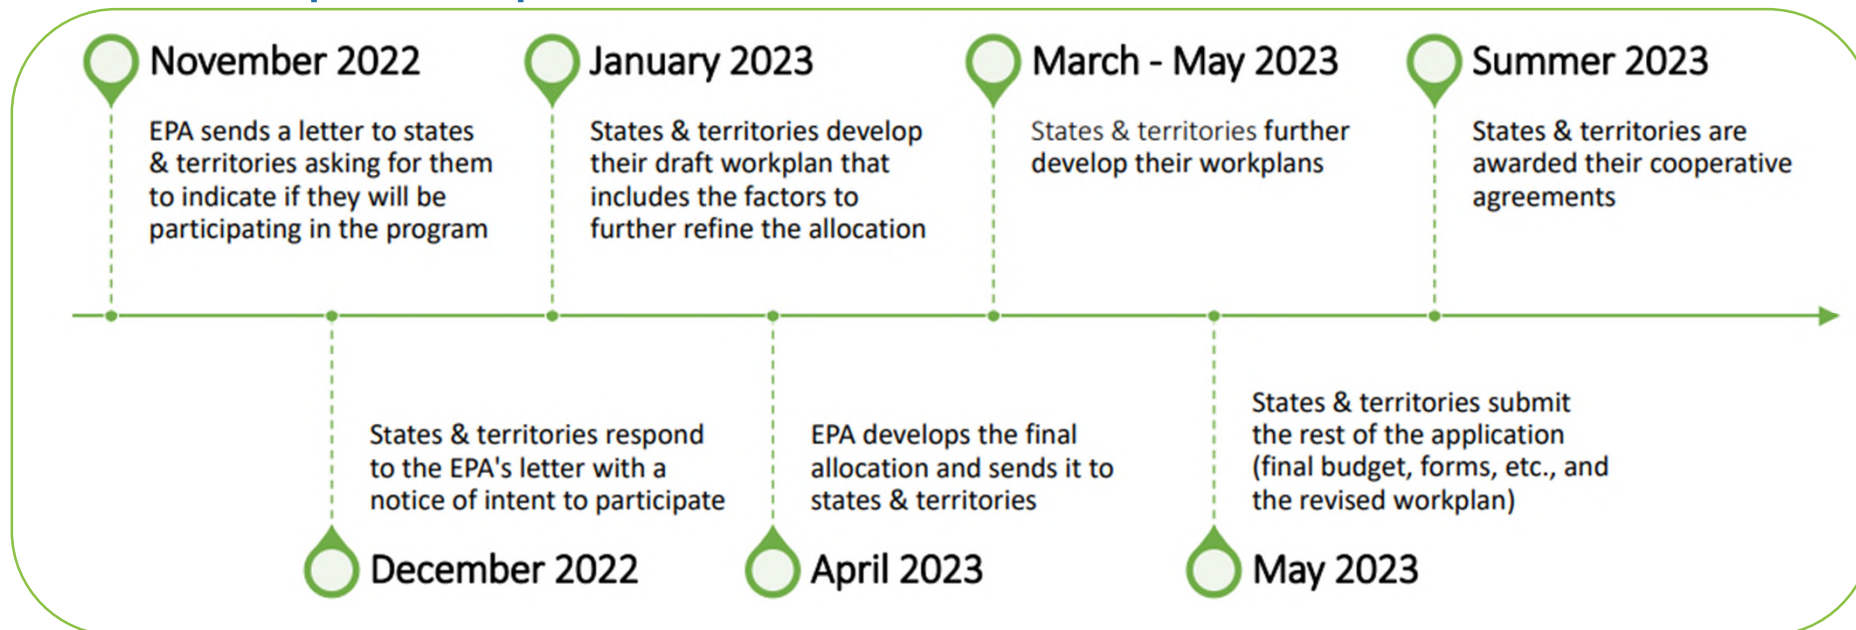 November 2022
EPA sends a letter to states
& territories asking for them
to indicate if they will be
participating in the program
December 2022
States & territories respond
to the EPA's letter with a
notice of intent to participate
January 2023
States & territories develop
their draft workplan that
includes the factors to
further refine the allocation
April 2023
EPA develops the final
allocation and sends it to
states & territories
March - May 2023
States & territories further
develop their workplans
May 2023
States & territories submit
the rest of the application
(final budget, forms, etc., and
the revised workplan)
Summer 2023
States & territories are
awarded their cooperative
agreements